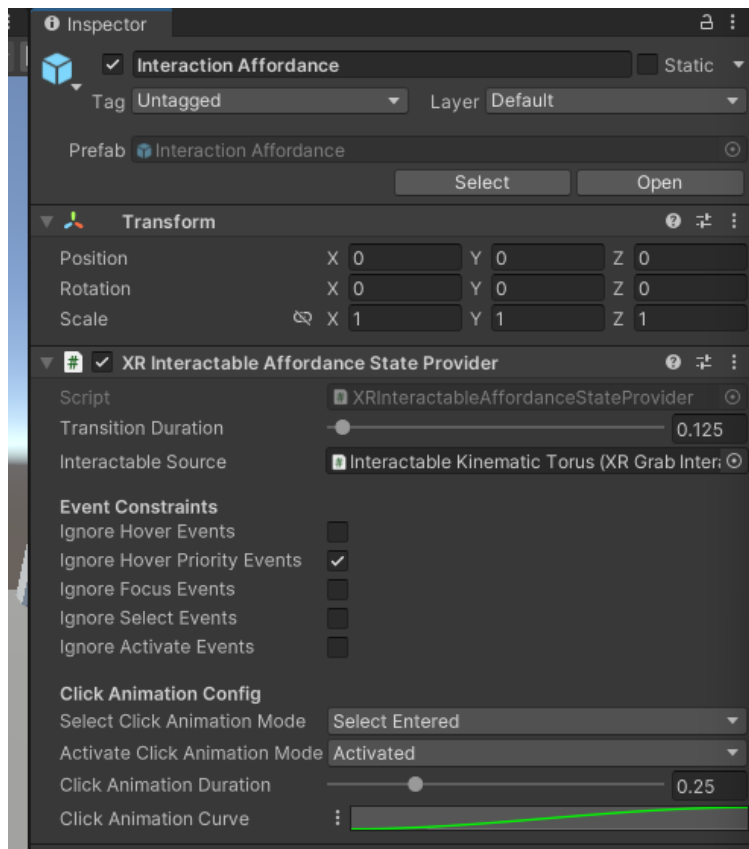 Inspector
Interaction Affordance Static
Tag Untagged Layer Default
Prefab Interaction Affordance
Select Open
Transform
Position X 0 Y 0 Z 0
Rotation X 0 Y 0 Z 0
Scale X 1 Y 1 Z 1
# XR Interactable Affordance State Provider
Script # XRInteractableAffordanceStateProvider
Transition Duration 0.125
Interactable Source # Interactable Kinematic Torus (XR Grab Inter
Event Constraints
Ignore Hover Events
Ignore Hover Priority Events
Ignore Focus Events
Ignore Select Events
Ignore Activate Events
Click Animation Config
Select Click Animation Mode Select Entered
Activate Click Animation Mode Activated
Click Animation Duration 0.25
Click Animation Curve